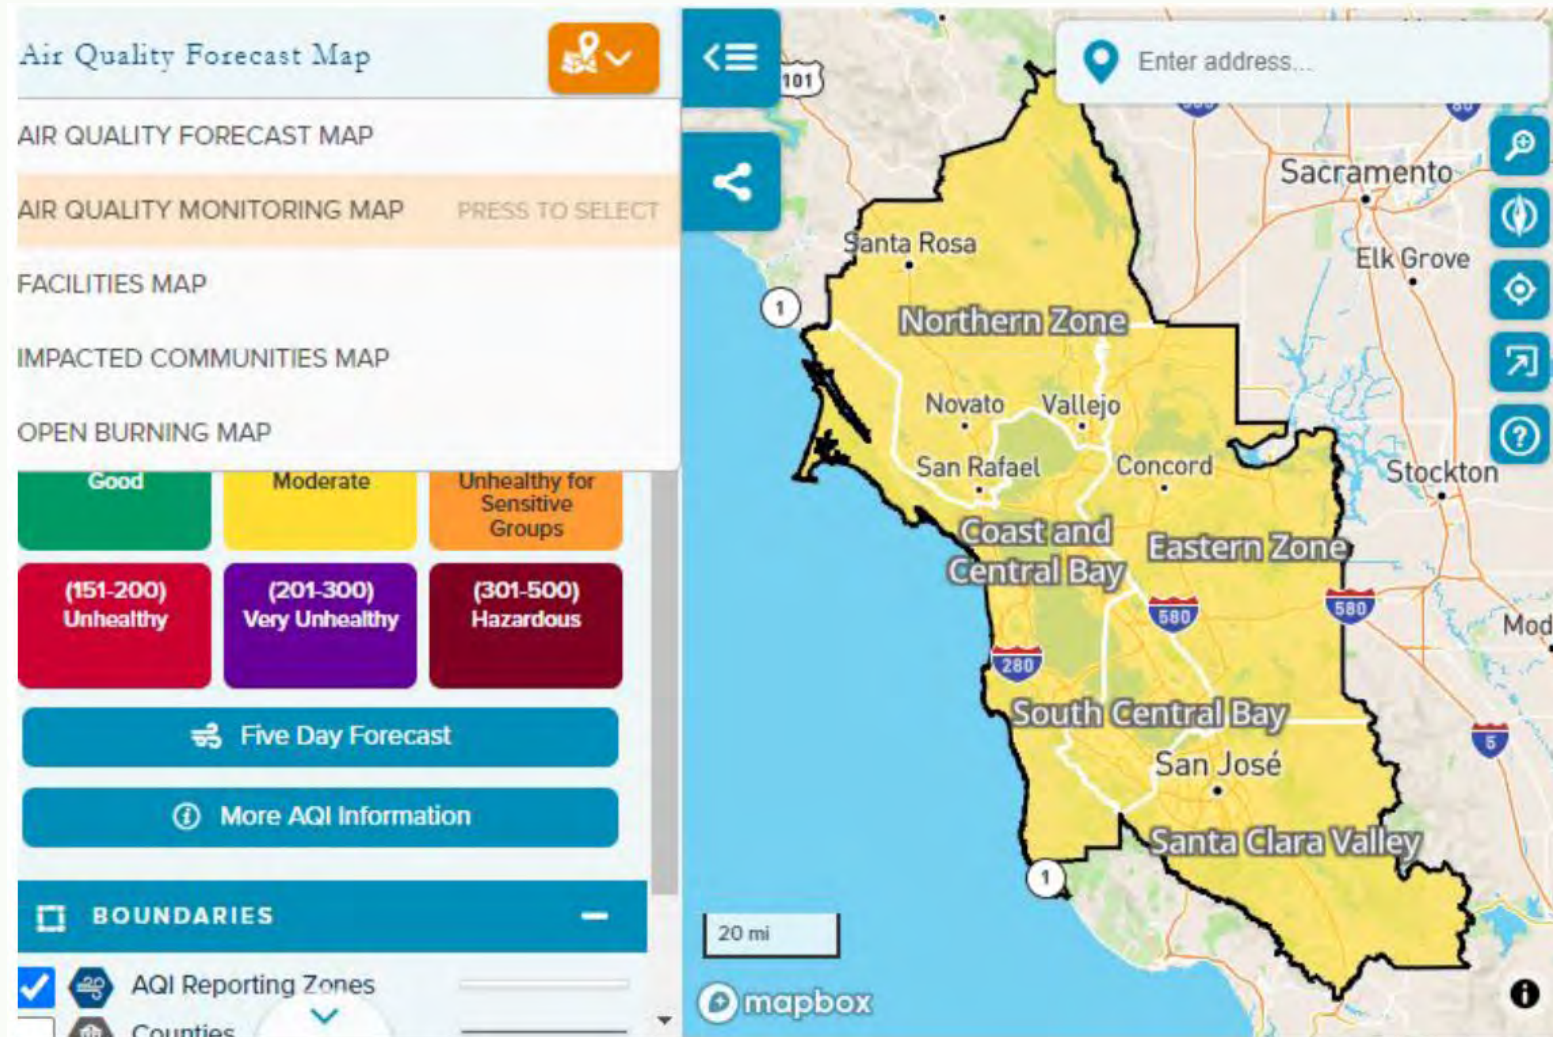 Air Quality Forecast Map
AIR QUALITY FORECAST MAP
AIR QUALITY MONITORING MAP PRESS TO SELECT
FACILITIES MAP
IMPACTED COMMUNITIES MAP
OPEN BURNING MAP
Good
Moderate
Unhealthy for
Sensitive
Groups
(151-200)
Unhealthy
(201-300)
Very Unhealthy
(301-500)
Hazardous
Five Day Forecast
More AQI Information
BOUNDARIES
AQI Reporting Zones
Counties
Enter address...
101
80
Sacramento
Santa Rosa
Elk Grove
1
Northern Zone
Novato
Vallejo
San Rafael
Concord
Stockton
Coast and
Central Bay
Eastern Zone
580
580
Mod
280
South Central Bay
5
San José
Santa Clara Valley
1
20 mi
mapbox